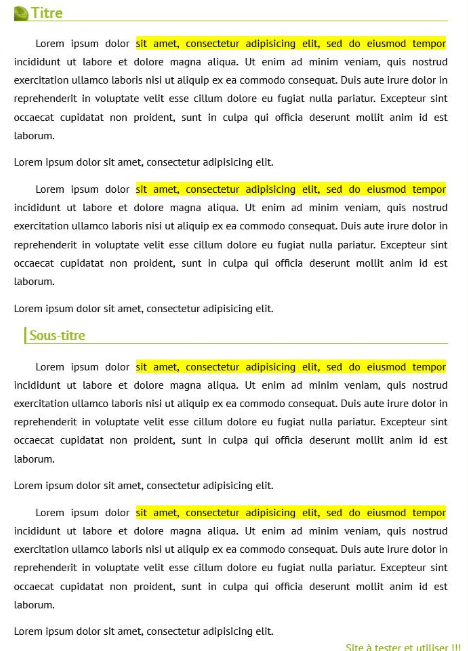 Titre
Lorem ipsum dolor sit amet, consectetur adipisicing elit, sed do eiusmod tempor
incididunt ut labore et dolore magna aliqua. Ut enim ad minim veniam, quis nostrud
exercitation ullamco laboris nisi ut aliquip ex ea commodo consequat. Duis aute irure dolor in
reprehenderit in voluptate velit esse cillum dolore eu fugiat nulla pariatur. Excepteur sint
occaecat cupidatat non proident, sunt in culpa qui officia deserunt mollit anim id est
laborum.
Lorem ipsum dolor sit amet, consectetur adipisicing elit.
Lorem ipsum dolor sit amet, consectetur adipisicing elit, sed do eiusmod tempor
incididunt ut labore et dolore magna aliqua. Ut enim ad minim veniam, quis nostrud
exercitation ullamco laboris nisi ut aliquip ex ea commodo consequat. Duis aute irure dolor in
reprehenderit in voluptate velit esse cillum dolore eu fugiat nulla pariatur. Excepteur sint
occaecat cupidatat non proident, sunt in culpa qui officia deserunt mollit anim id est
laborum.
Lorem ipsum dolor sit amet, consectetur adipisicing elit.
Sous-titre
Lorem ipsum dolor sit amet, consectetur adipisicing elit, sed do eiusmod tempor
incididunt ut labore et dolore magna aliqua. Ut enim ad minim veniam, quis nostrud
exercitation ullamco laboris nisi ut aliquip ex ea commodo consequat. Duis aute irure dolor in
reprehenderit in voluptate velit esse cillum dolore eu fugiat nulla pariatur. Excepteur sint
occaecat cupidatat non proident, sunt in culpa qui officia deserunt mollit anim id est
laborum.
Lorem ipsum dolor sit amet, consectetur adipisicing elit.
Lorem ipsum dolor sit amet, consectetur adipisicing elit, sed do eiusmod tempor
incididunt ut labore et dolore magna aliqua. Ut enim ad minim veniam, quis nostrud
exercitation ullamco laboris nisi ut aliquip ex ea commodo consequat. Duis aute irure dolor in
reprehenderit in voluptate velit esse cillum dolore eu fugiat nulla pariatur. Excepteur sint
occaecat cupidatat non proident, sunt in culpa qui officia deserunt mollit anim id est
laborum.
Lorem ipsum dolor sit amet, consectetur adipisicing elit.
Site à tester et utiliser !!!